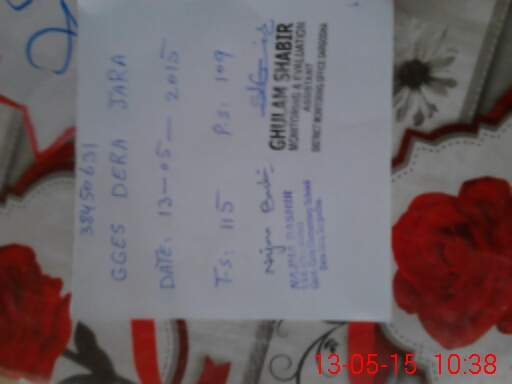 38450631
GGES DERA JARA
DATE: 13-05-2015
T.S: 115 P.S: 109
GHULAM SHABIR
MONITORING & EVALUATION
ASSISTANT
DISTRICT MONITORING OFFICE SARGODHA
13-05-15 10:38